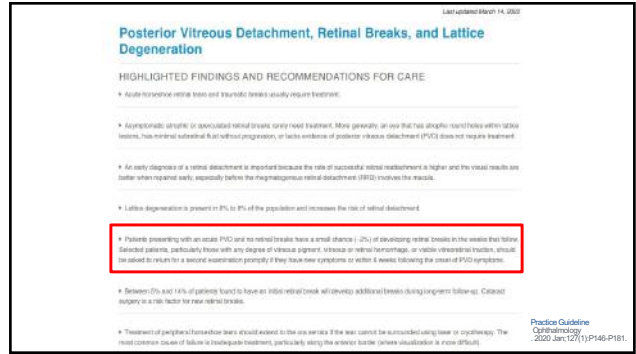 Last updated March 14, 2022
Posterior Vitreous Detachment, Retinal Breaks, and Lattice
Degeneration
HIGHLIGHTED FINDINGS AND RECOMMENDATIONS FOR CARE
▸ Acute horseshoe retinal tears and traumatic breaks usually require treatment.
▸ Asymptomatic atrophic or operculated retinal breaks rarely need treatment. More generally, an eye that has atrophic round holes within lattice
lesions, has minimal subretinal fluid without progression, or lacks evidence of posterior vitreous detachment (PVD) does not require treatment.
▸ An early diagnosis of a retinal detachment is important because the rate of successful retinal reattachment is higher and the visual results are
better when repaired early, especially before the rhegmatogenous retinal detachment (RRD) involves the macula.
▸ Lattice degeneration is present in 6% to 8% of the population and increases the risk of retinal detachment.
▸ Patients presenting with an acute PVD and no retinal breaks have a small chance (~2%) of developing retinal breaks in the weeks that follow.
Selected patients, particularly those with any degree of vitreous pigment, vitreous or retinal hemorrhage, or visible vitreoretinal traction, should
be asked to return for a second examination promptly if they have new symptoms or within 6 weeks following the onset of PVD symptoms.
▸ Between 5% and 14% of patients found to have an initial retinal break will develop additional breaks during long-term follow-up. Cataract
surgery is a risk factor for new retinal breaks.
▸ Treatment of peripheral horseshoe tears should extend to the ora serrata if the tear cannot be surrounded using laser or cryotherapy. The
most common cause of failure is inadequate treatment, particularly along the anterior border (where visualization is more difficult).
Practice Guideline
Ophthalmology
. 2020 Jan;127(1):P146-P181.